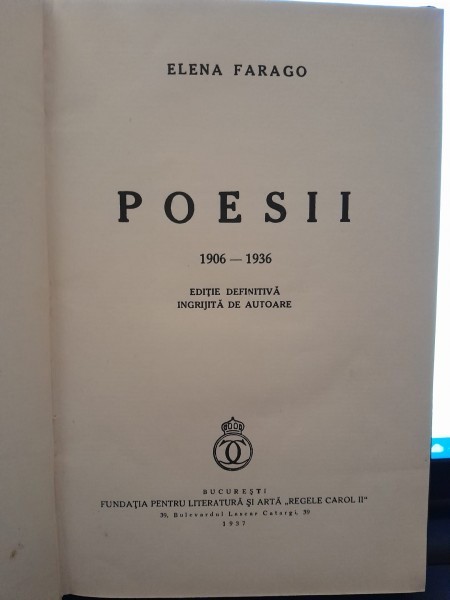 ELENA FARAGO
POESII
1906 — 1936
EDIȚIE DEFINITIVĂ
INGRIJITĂ DE AUTOARE
BUCUREȘTI
FUNDAȚIA PENTRU LITERATURĂ ȘI ARTĂ „REGELE CAROL II"
39, Bulevardul Lascar Catargi, 39
1937